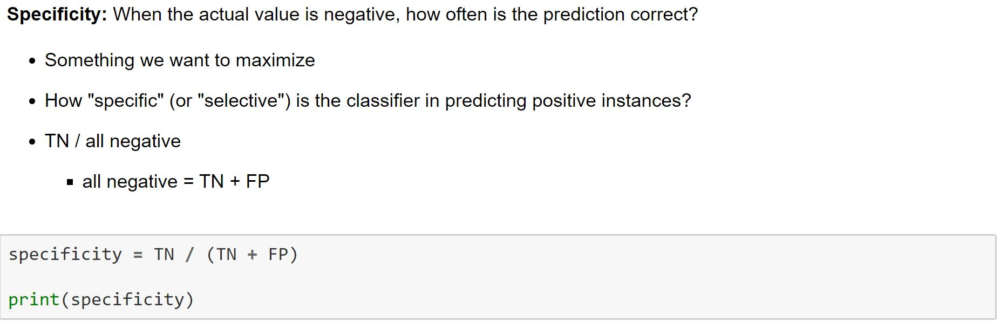 Specificity: When the actual value is negative, how often is the prediction correct?
• Something we want to maximize
• How "specific" (or "selective") is the classifier in predicting positive instances?
• TN / all negative
▪ all negative = TN + FP
specificity = TN / (TN + FP)
print(specificity)